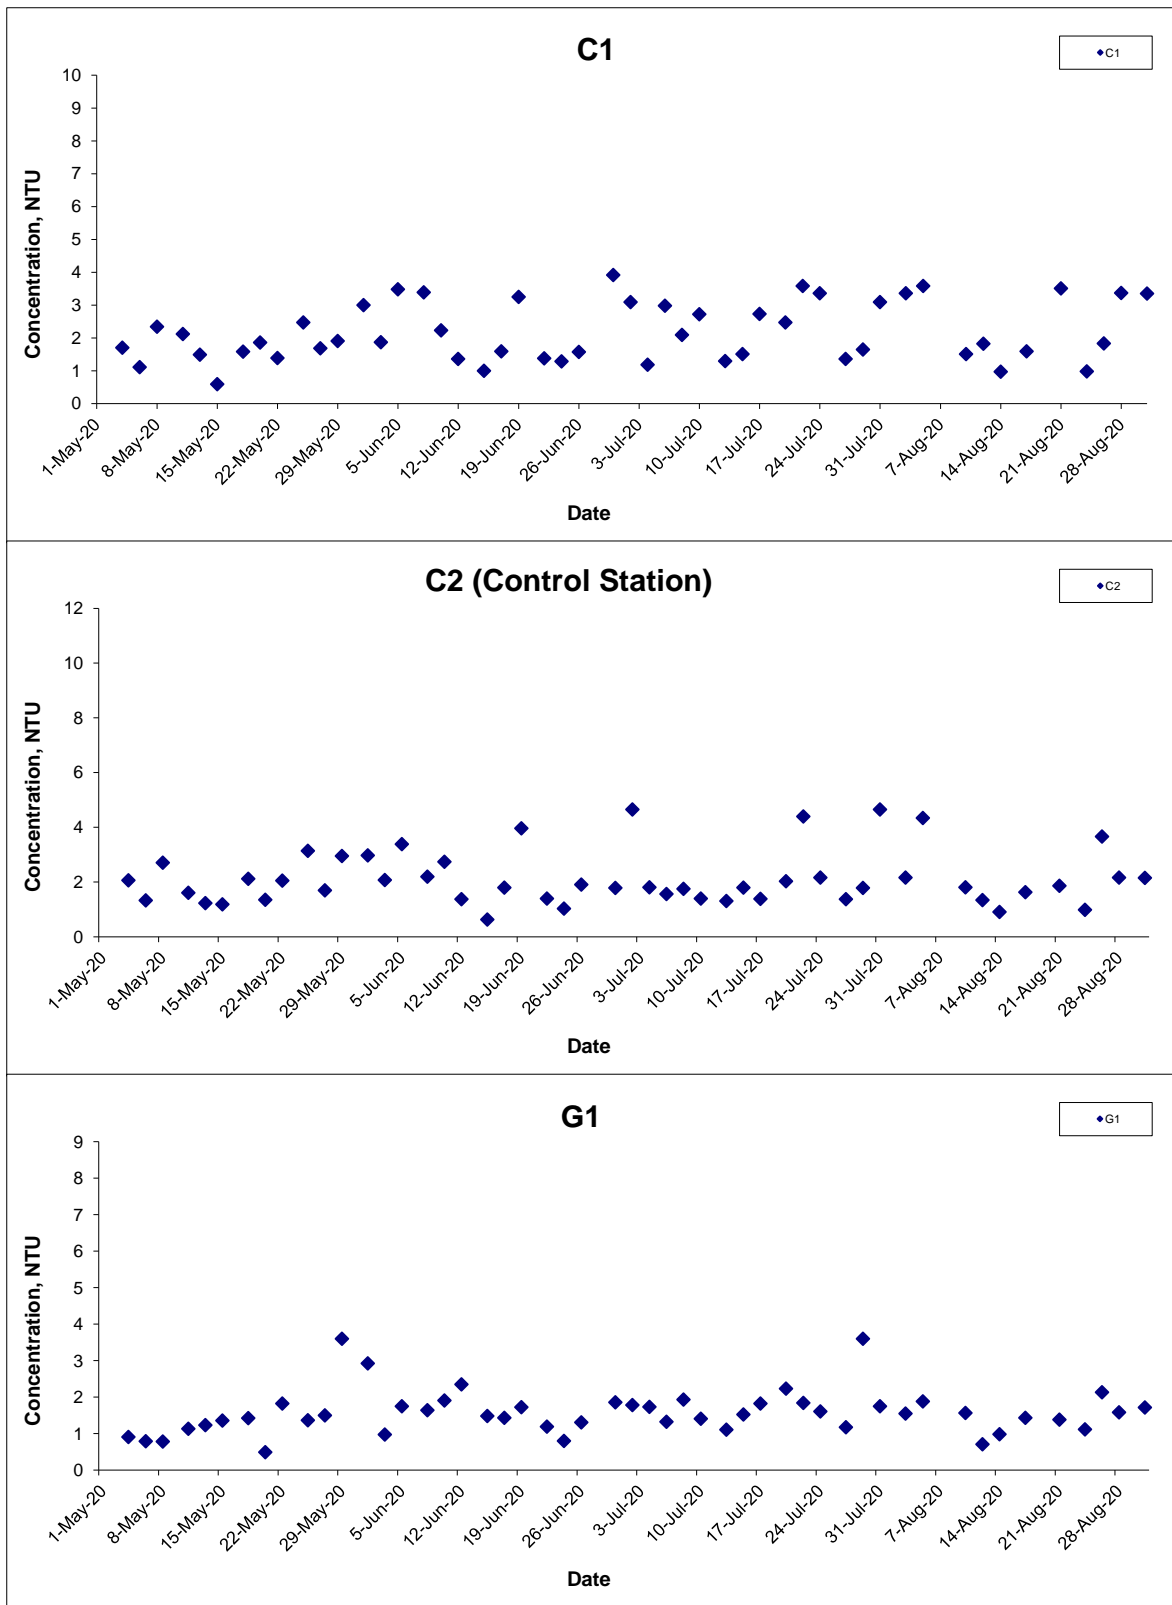 C1
C1
10
9
8
7
6
5
4
3
2
1
0
Concentration, NTU
1-May-20
8-May-20
15-May-20
22-May-20
29-May-20
5-Jun-20
12-Jun-20
19-Jun-20
26-Jun-20
3-Jul-20
10-Jul-20
17-Jul-20
24-Jul-20
31-Jul-20
7-Aug-20
14-Aug-20
21-Aug-20
28-Aug-20
Date
C2 (Control Station)
C2
12
10
8
6
4
2
0
Concentration, NTU
1-May-20
8-May-20
15-May-20
22-May-20
29-May-20
5-Jun-20
12-Jun-20
19-Jun-20
26-Jun-20
3-Jul-20
10-Jul-20
17-Jul-20
24-Jul-20
31-Jul-20
7-Aug-20
14-Aug-20
21-Aug-20
28-Aug-20
Date
G1
G1
9
8
7
6
5
4
3
2
1
0
Concentration, NTU
1-May-20
8-May-20
15-May-20
22-May-20
29-May-20
5-Jun-20
12-Jun-20
19-Jun-20
26-Jun-20
3-Jul-20
10-Jul-20
17-Jul-20
24-Jul-20
31-Jul-20
7-Aug-20
14-Aug-20
21-Aug-20
28-Aug-20
Date